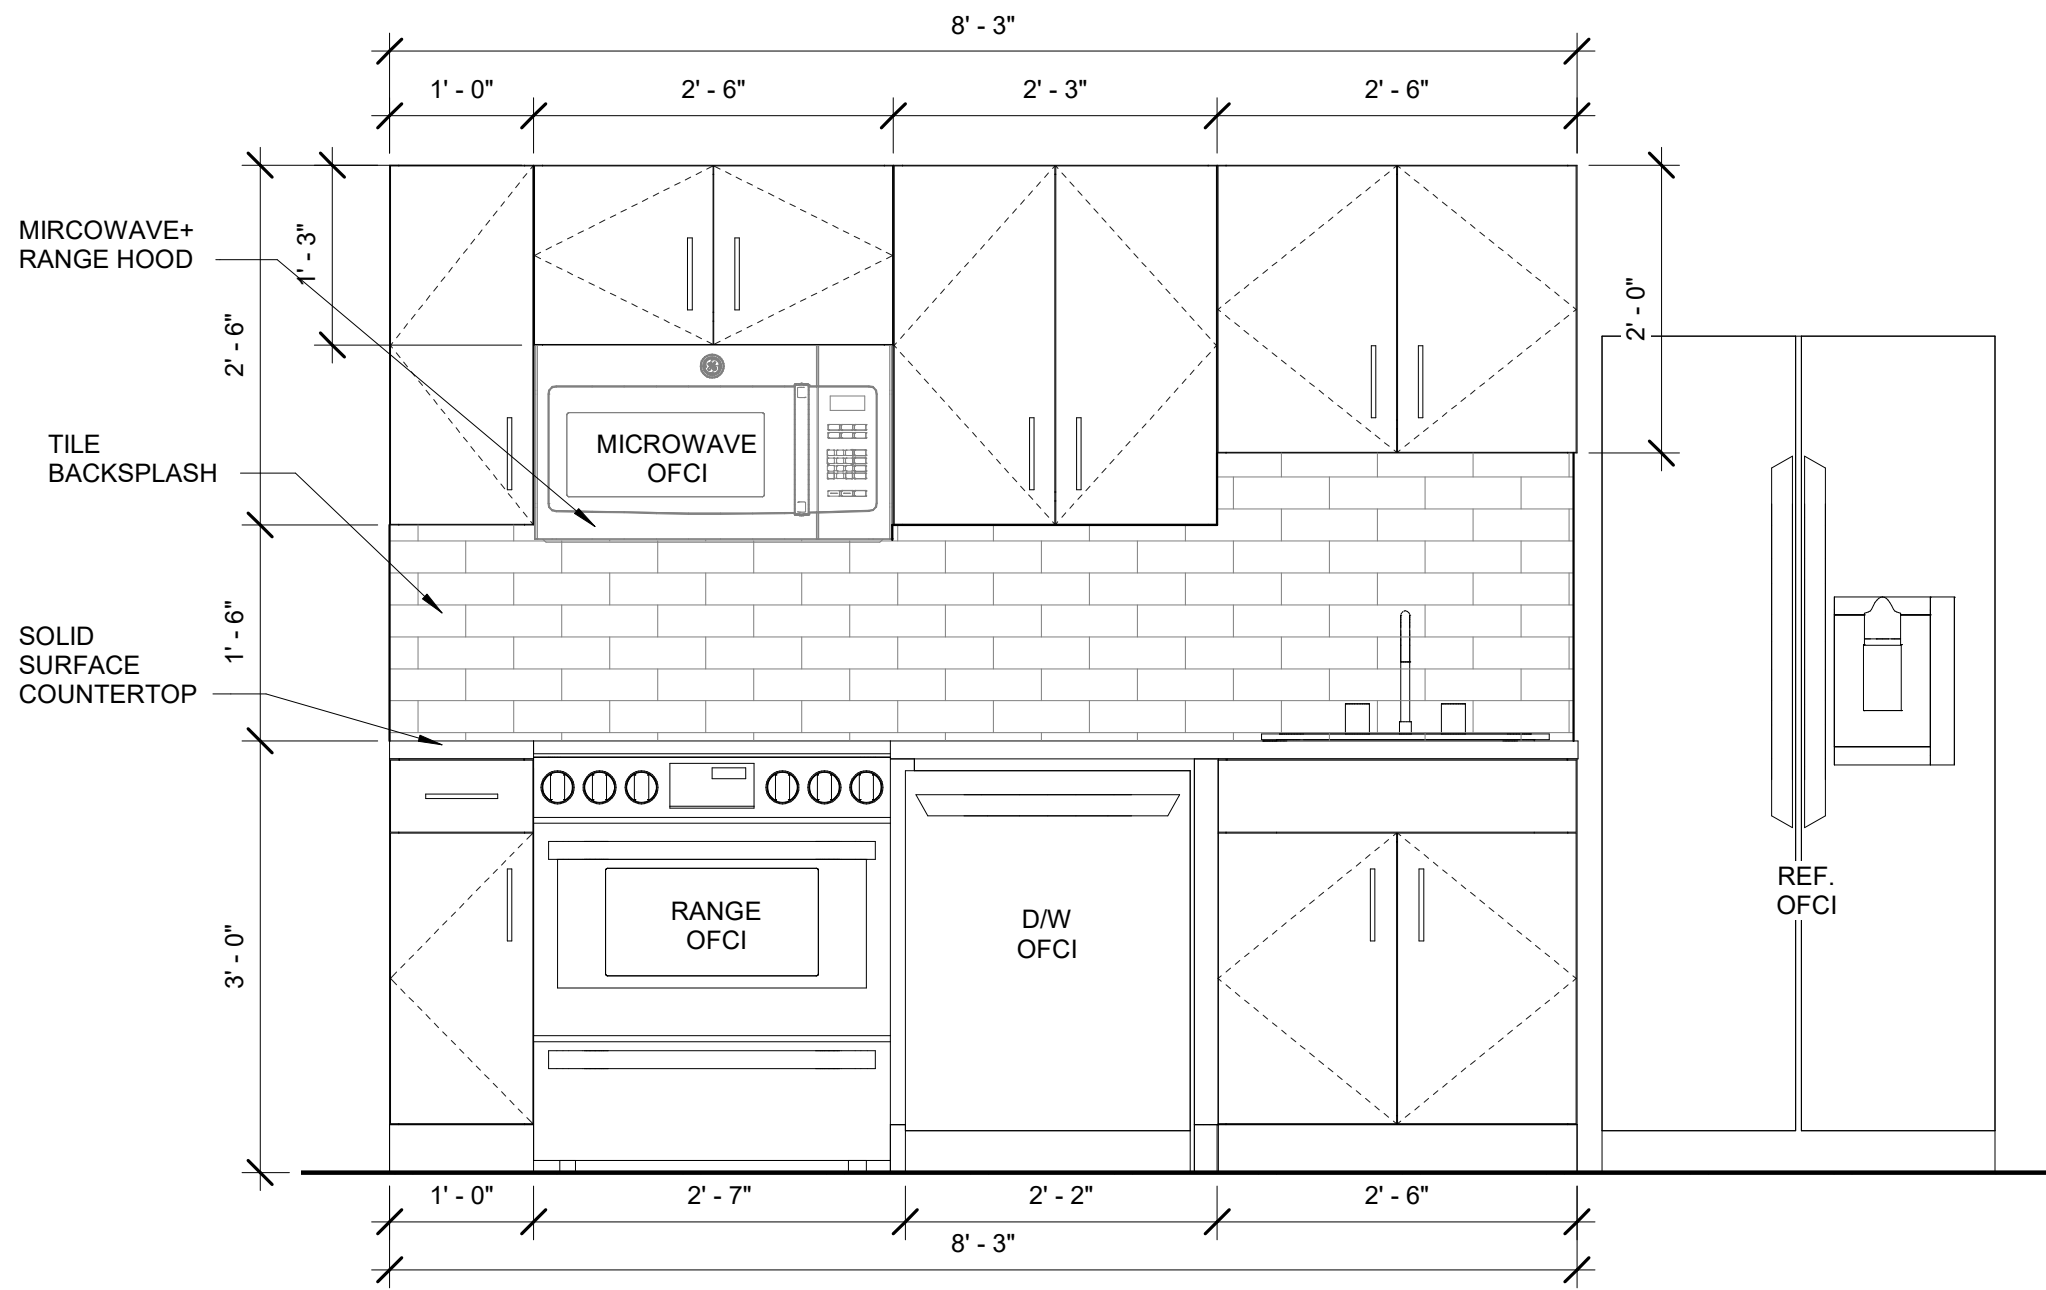 8' - 3"
1' - 0"
2' - 6"
2' - 3"
2' - 6"
MIRCOWAVE+
RANGE HOOD
1' - 3"
2' - 6"
2' - 0"
TILE
BACKSPLASH
MICROWAVE
OFCI
SOLID
SURFACE
COUNTERTOP
1' - 6"
3' - 0"
RANGE
OFCI
D/W
OFCI
REF.
OFCI
1' - 0"
2' - 7"
2' - 2"
2' - 6"
8' - 3"